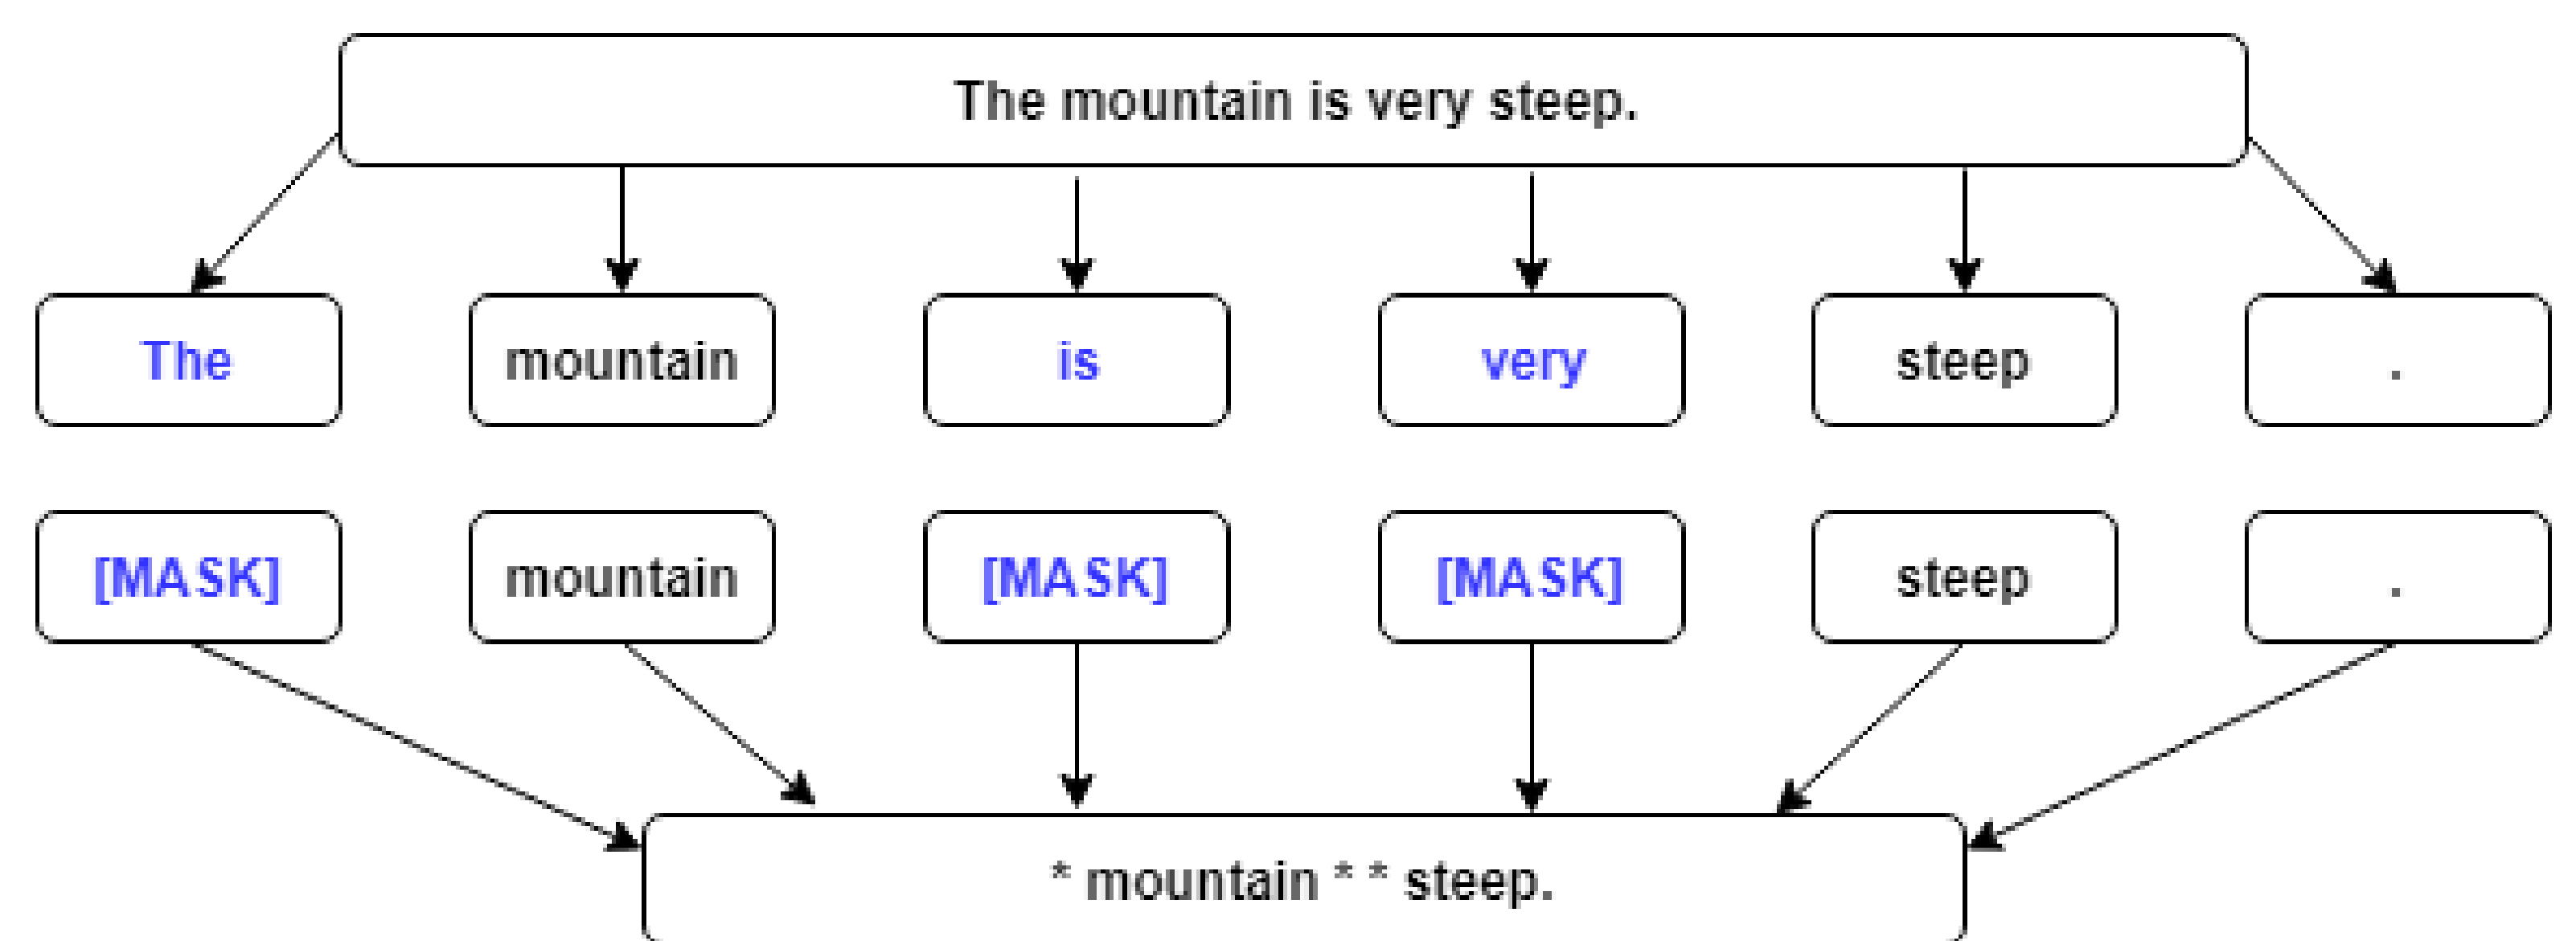 The mountain is very steep.
The mountain is very steep .
[MASK] mountain [MASK] [MASK] steep .
* mountain * * steep.